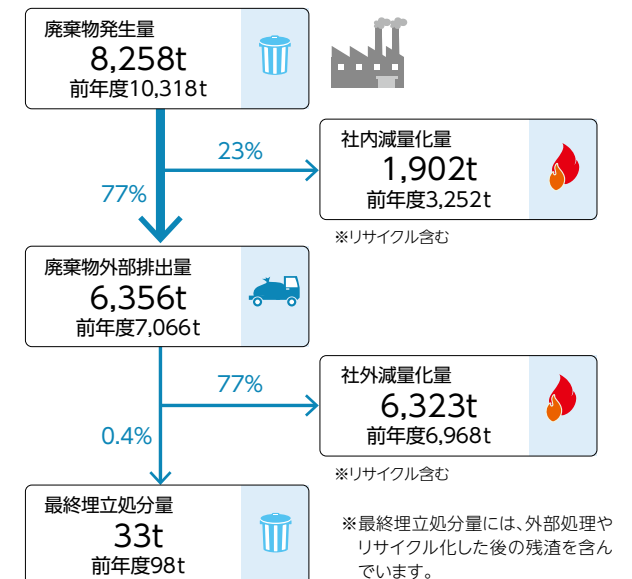 廃棄物発生量
8,258t
前年度10,318t
23%
社内減量化量
1,902t
前年度3,252t
※リサイクル含む
77%
廃棄物外部排出量
6,356t
前年度7,066t
77%
社外減量化量
6,323t
前年度6,968t
※リサイクル含む
0.4%
最終埋立処分量
33t
前年度98t
※最終埋立処分量には、外部処理や
リサイクル化した後の残渣を含ん
でいます。